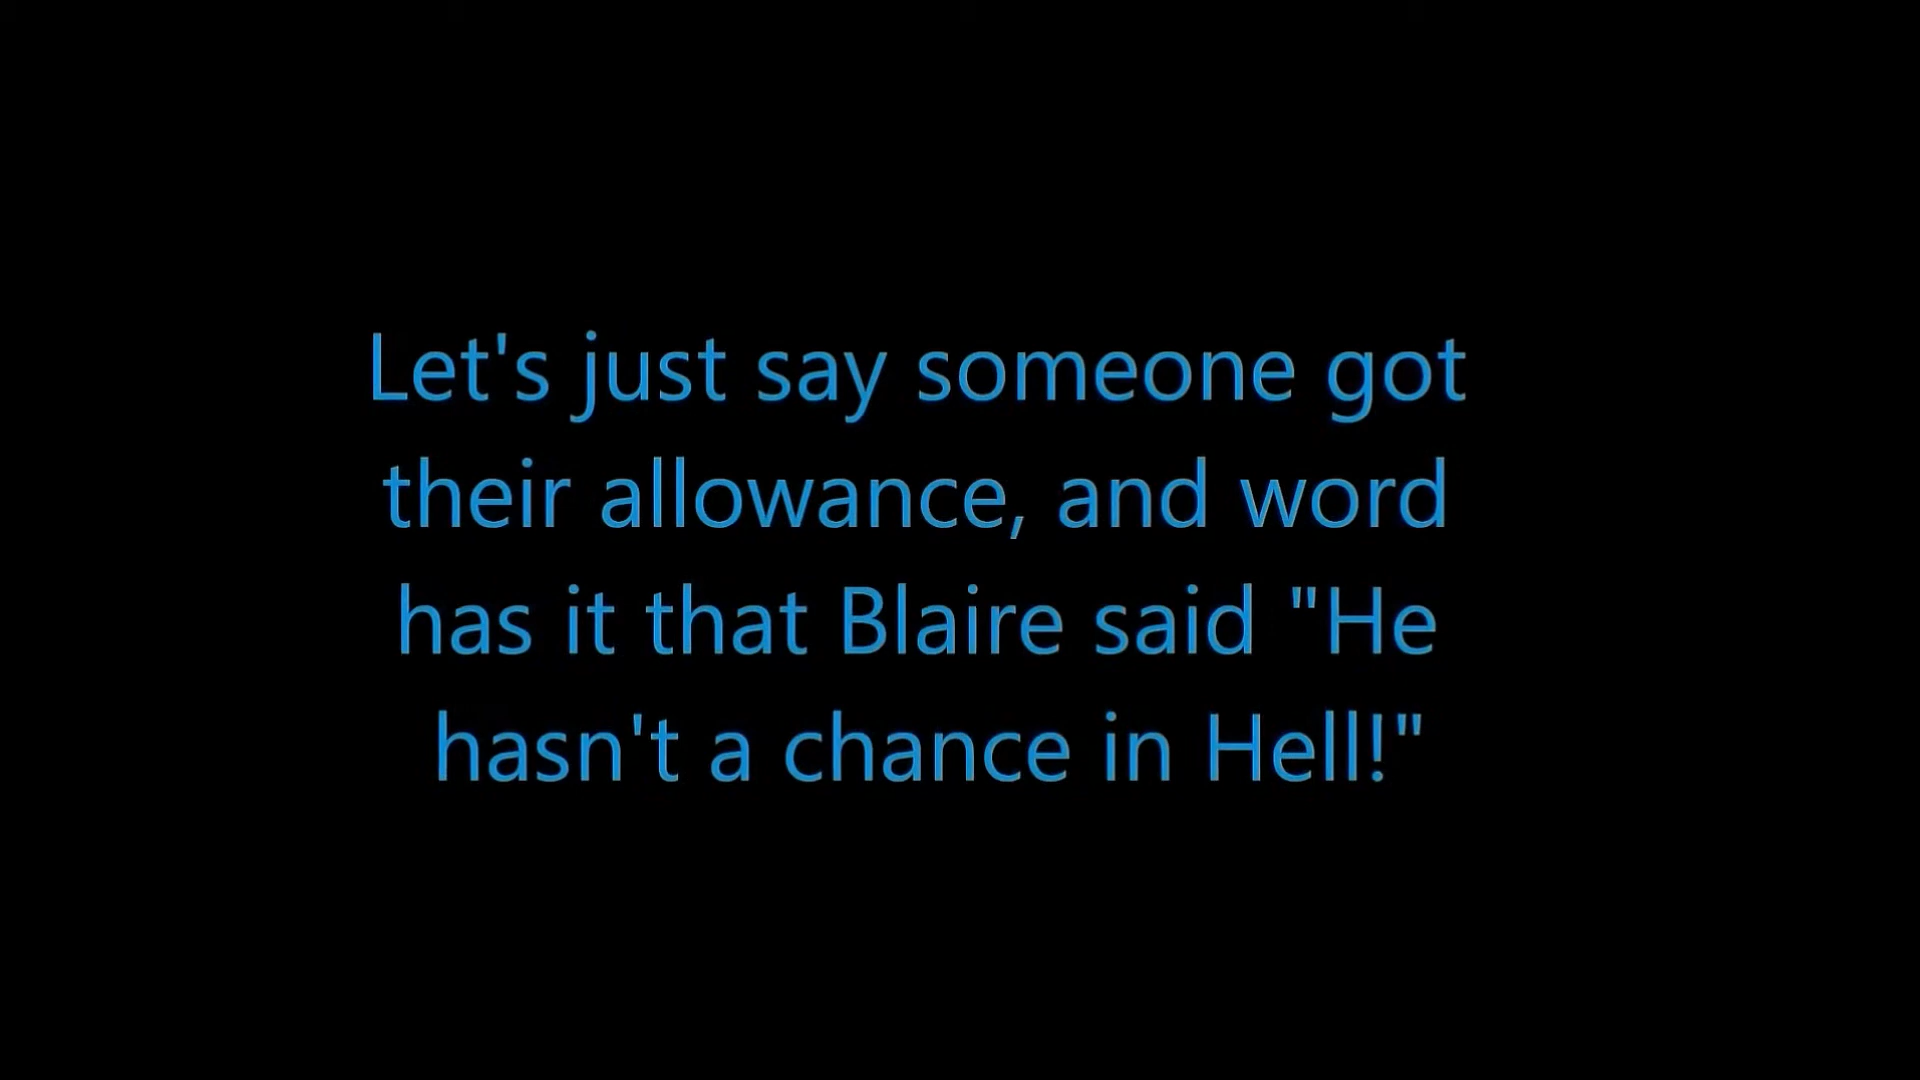 Let's just say someone got
their allowance, and word
has it that Blaire said "He
hasn't a chance in Hell!"